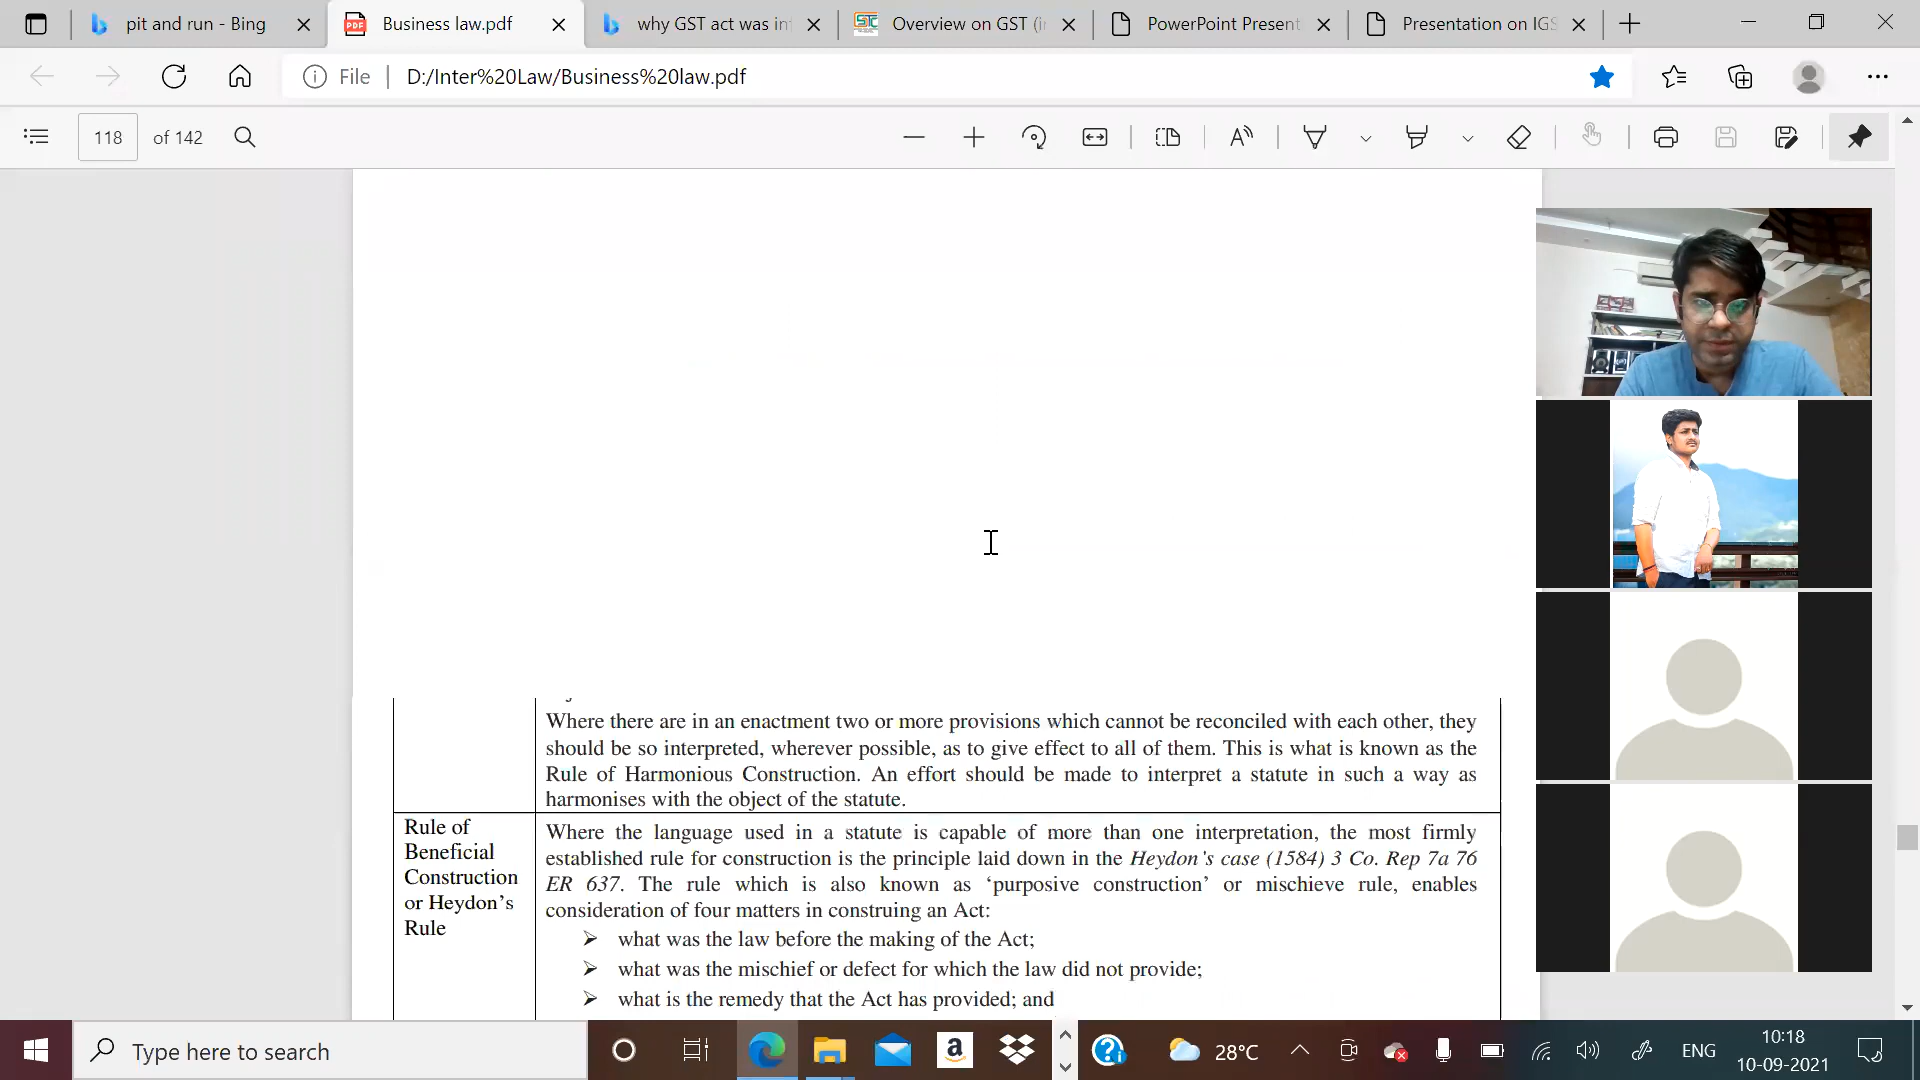 pit and run - Bing
Business law.pdf
why GST act was in
Overview on GST (i
PowerPoint Present
Presentation on IGS
File
D:/Inter%20Law/Business%20law.pdf
118 of 142
Where there are in an enactment two or more provisions which cannot be reconciled with each other, they
should be so interpreted, wherever possible, as to give effect to all of them. This is what is known as the
Rule of Harmonious Construction. An effort should be made to interpret a statute in such a way as
harmonises with the object of the statute.
Rule of
Beneficial
Construction
or Heydon's
Rule
Where the language used in a statute is capable of more than one interpretation, the most firmly
established rule for construction is the principle laid down in the Heydon's case (1584) 3 Co. Rep 7a 76
ER 637. The rule which is also known as ‘purposive construction’ or mischieve rule, enables
consideration of four matters in construing an Act:
➢ what was the law before the making of the Act;
➢ what was the mischief or defect for which the law did not provide;
➢ what is the remedy that the Act has provided; and
Type here to search
28°C
ENG
10:18
10-09-2021